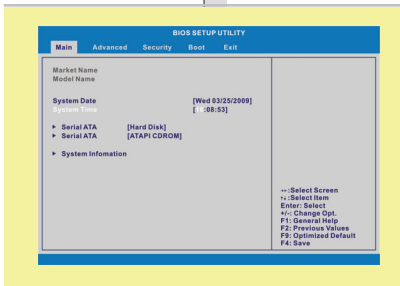 BIOS SETUP UTILITY
Main Advanced Security Boot Exit
Market Name
Model Name
System Date [Wed 03/25/2009]
System Time [ :08:53]
▶ Serial ATA [Hard Disk]
▶ Serial ATA [ATAPI CDROM]
▶ System Infomation
↔:Select Screen
↑↓:Select Item
Enter: Select
+/-: Change Opt.
F1: General Help
F2: Previous Values
F9: Optimized Default
F4: Save